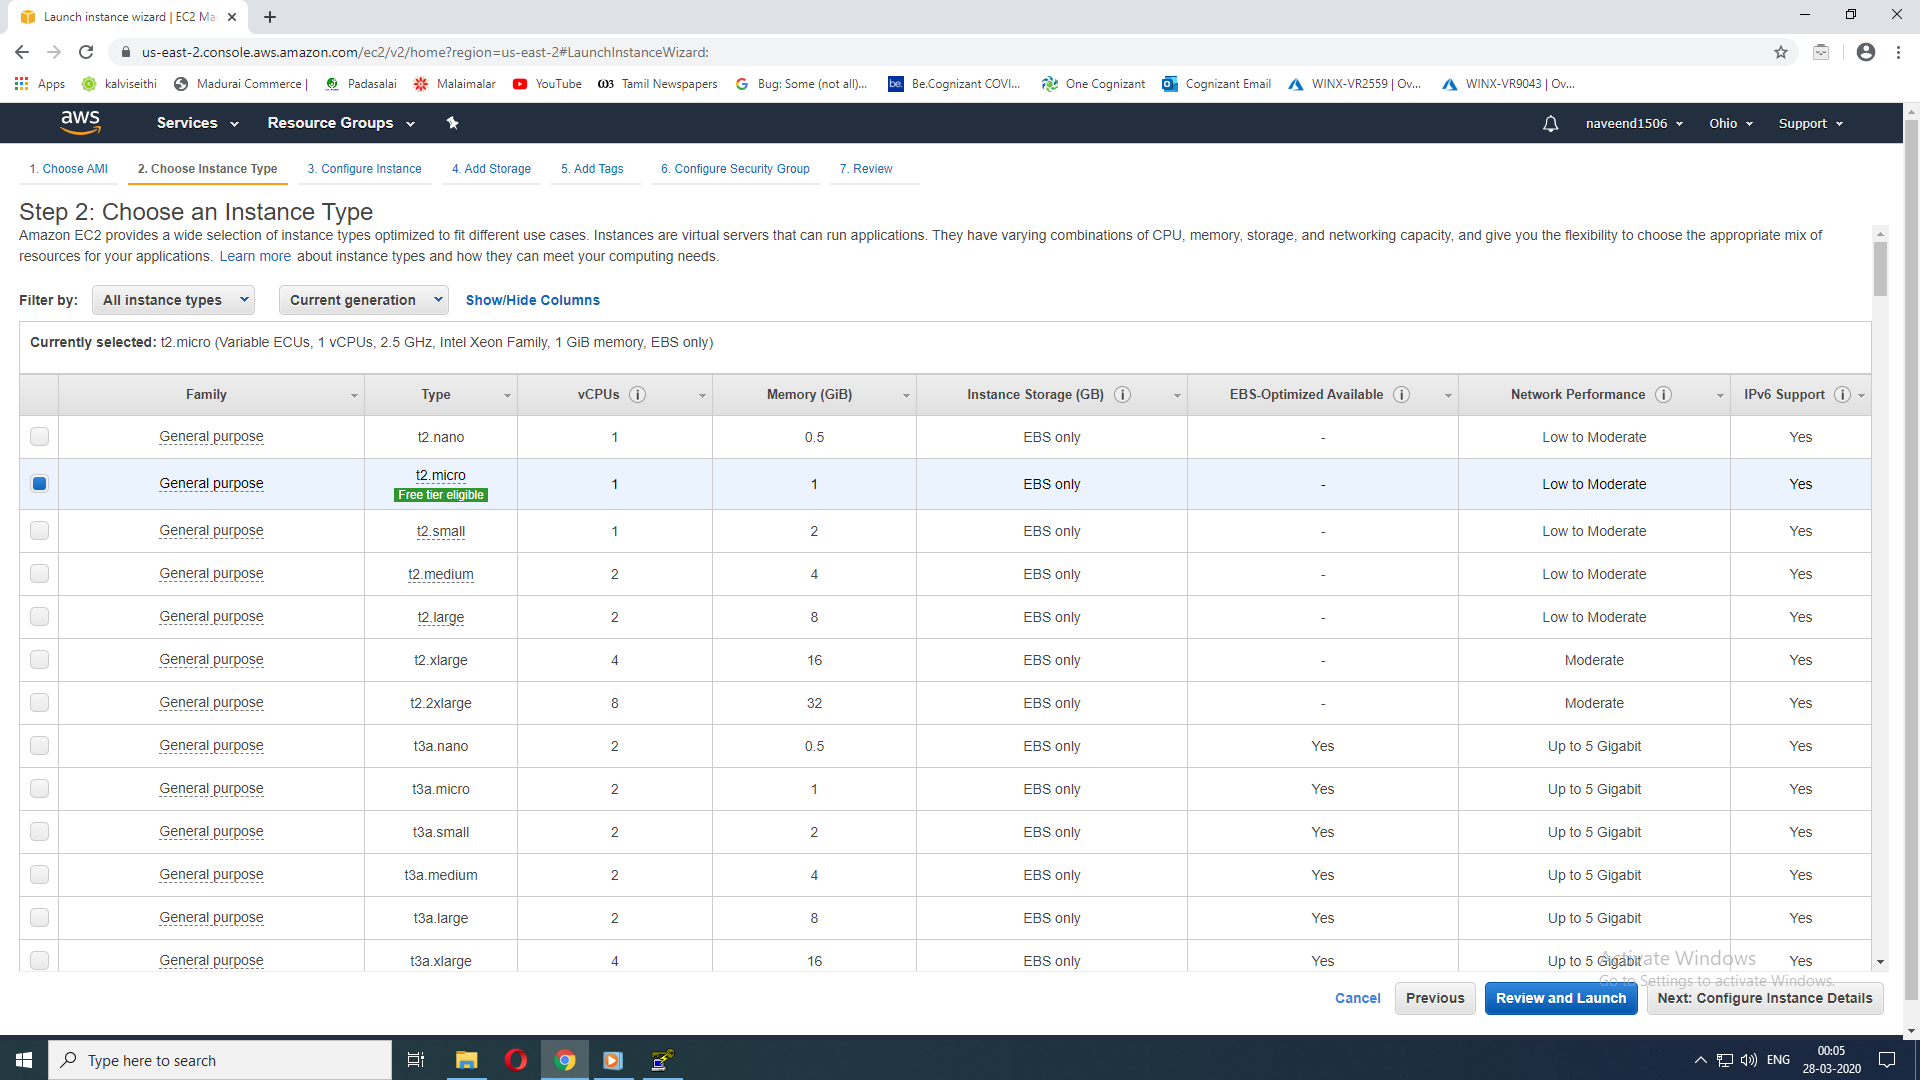 Launch instance wizard | EC2 Ma
us-east-2.console.aws.amazon.com/ec2/v2/home?region=us-east-2#LaunchInstanceWizard:
Apps kalviseithi Madurai Commerce | Padasalai Malaimalar YouTube Tamil Newspapers Bug: Some (not all)... be. Be.Cognizant COVI... One Cognizant Cognizant Email WINX-VR2559 | Ov... WINX-VR9043 | Ov...
aws Services Resource Groups naveend1506 Ohio Support
1. Choose AMI 2. Choose Instance Type 3. Configure Instance 4. Add Storage 5. Add Tags 6. Configure Security Group 7. Review
Step 2: Choose an Instance Type
Amazon EC2 provides a wide selection of instance types optimized to fit different use cases. Instances are virtual servers that can run applications. They have varying combinations of CPU, memory, storage, and networking capacity, and give you the flexibility to choose the appropriate mix of
resources for your applications. Learn more about instance types and how they can meet your computing needs.
Filter by: All instance types Current generation Show/Hide Columns
Currently selected: t2.micro (Variable ECUs, 1 vCPUs, 2.5 GHz, Intel Xeon Family, 1 GiB memory, EBS only)
Family Type vCPUs Memory (GiB) Instance Storage (GB) EBS-Optimized Available Network Performance IPv6 Support
General purpose t2.nano 1 0.5 EBS only - Low to Moderate Yes
General purpose t2.micro 1 1 EBS only - Low to Moderate Yes
Free tier eligible
General purpose t2.small 1 2 EBS only - Low to Moderate Yes
General purpose t2.medium 2 4 EBS only - Low to Moderate Yes
General purpose t2.large 2 8 EBS only - Low to Moderate Yes
General purpose t2.xlarge 4 16 EBS only - Moderate Yes
General purpose t2.2xlarge 8 32 EBS only - Moderate Yes
General purpose t3a.nano 2 0.5 EBS only Yes Up to 5 Gigabit Yes
General purpose t3a.micro 2 1 EBS only Yes Up to 5 Gigabit Yes
General purpose t3a.small 2 2 EBS only Yes Up to 5 Gigabit Yes
General purpose t3a.medium 2 4 EBS only Yes Up to 5 Gigabit Yes
General purpose t3a.large 2 8 EBS only Yes Up to 5 Gigabit Yes
General purpose t3a.xlarge 4 16 EBS only Yes Up to 5 Gigabit Yes
Activate Windows
Go to Settings to activate Windows.
Cancel Previous Review and Launch Next: Configure Instance Details
Type here to search
ENG
00:05
28-03-2020